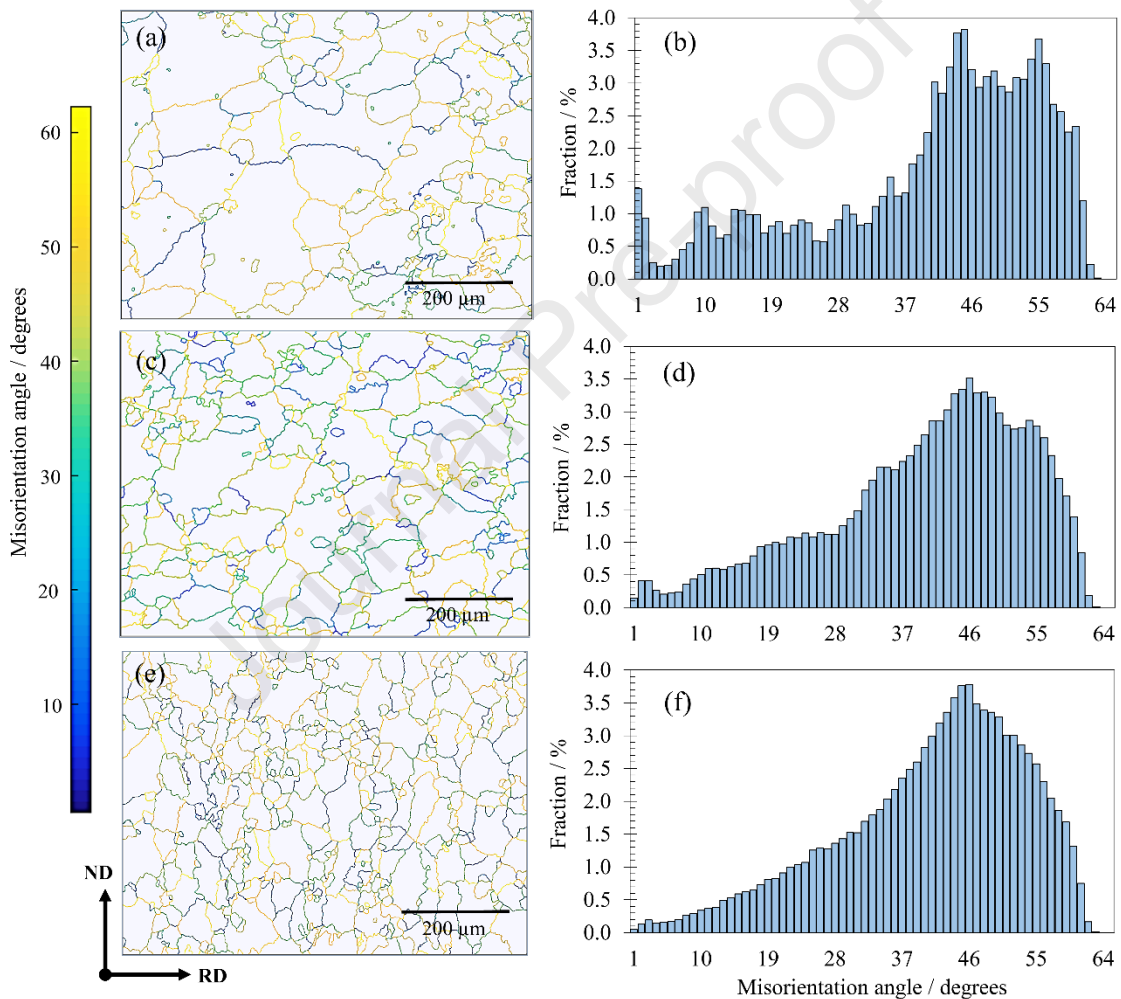 (a)
200 µm
(b)
4.0
3.5
3.0
2.5
2.0
1.5
1.0
0.5
0.0
Fraction / %
1 10 19 28 37 46 55 64
60
50
40
30
20
10
Misorientation angle / degrees
(c)
200 µm
(d)
4.0
3.5
3.0
2.5
2.0
1.5
1.0
0.5
0.0
Fraction / %
1 10 19 28 37 46 55 64
(e)
200 µm
(f)
4.0
3.5
3.0
2.5
2.0
1.5
1.0
0.5
0.0
Fraction / %
1 10 19 28 37 46 55 64
Misorientation angle / degrees
ND
RD
Journal Pre-proof